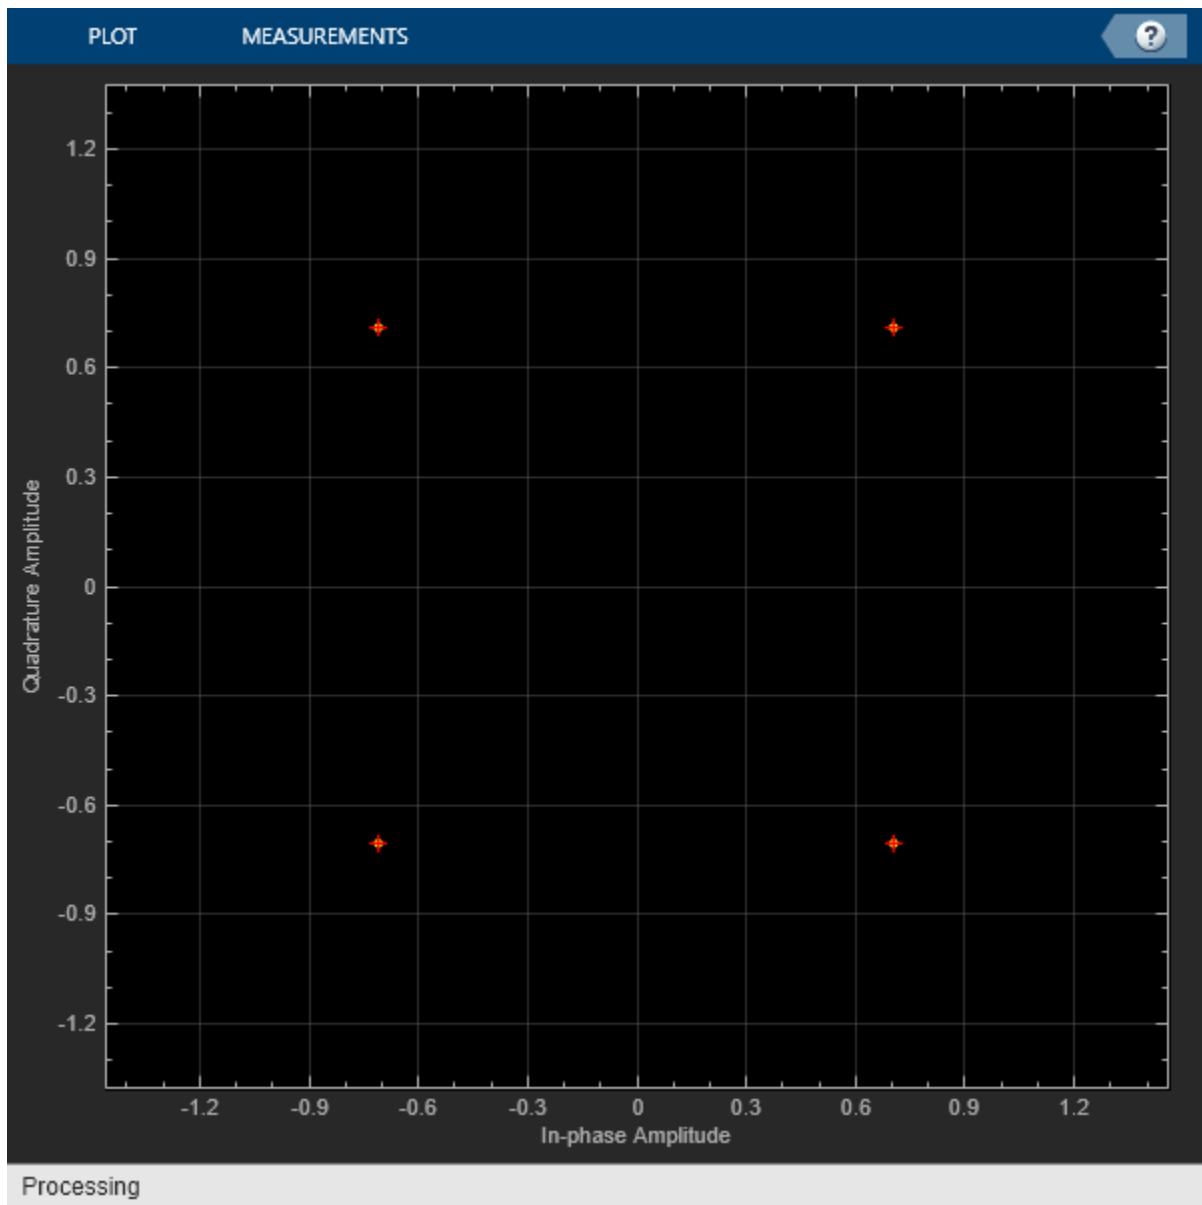 PLOT MEASUREMENTS ?
1.2
0.9
0.6
0.3
0
-0.3
-0.6
-0.9
-1.2
Quadrature Amplitude
-1.2 -0.9 -0.6 -0.3 0 0.3 0.6 0.9 1.2
In-phase Amplitude
Processing